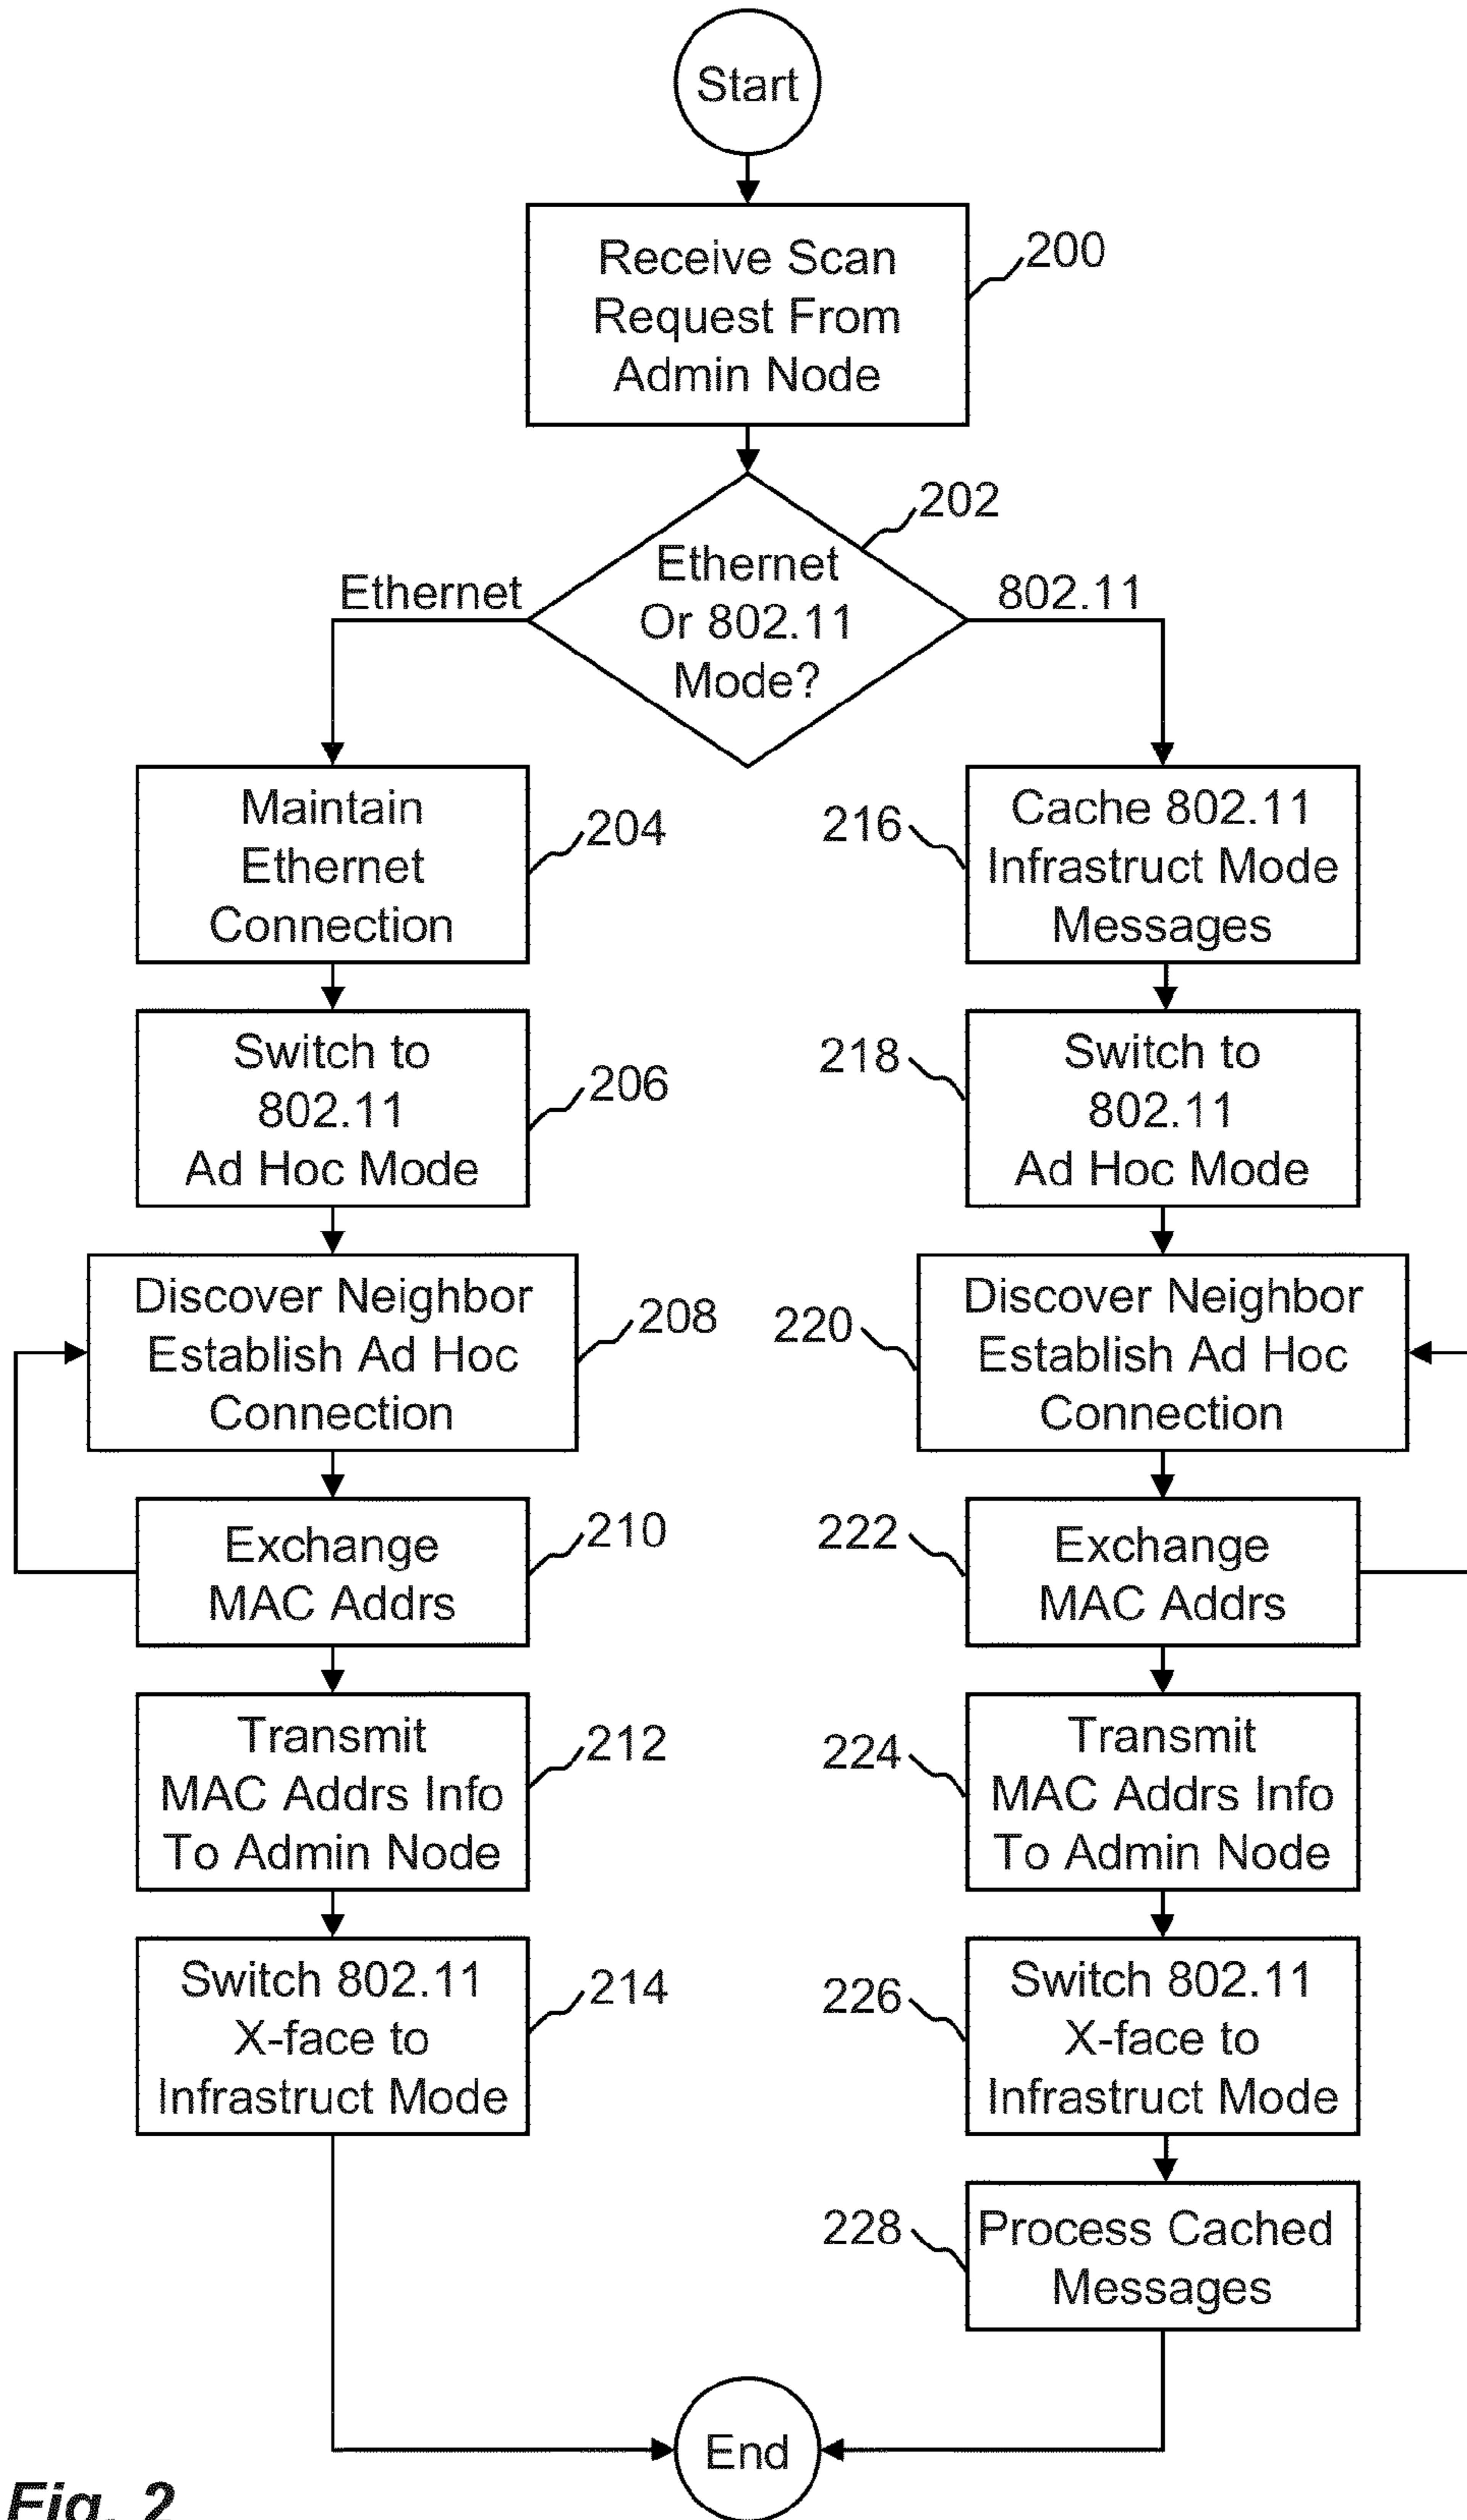 Start
Receive Scan
Request From
Admin Node
200
202
Ethernet
Or 802.11
Mode?
Ethernet
802.11
Maintain
Ethernet
Connection
204
216
Cache 802.11
Infrastruct Mode
Messages
Switch to
802.11
Ad Hoc Mode
206
218
Switch to
802.11
Ad Hoc Mode
Discover Neighbor
Establish Ad Hoc
Connection
208
220
Discover Neighbor
Establish Ad Hoc
Connection
Exchange
MAC Addrs
210
222
Exchange
MAC Addrs
Transmit
MAC Addrs Info
To Admin Node
212
224
Transmit
MAC Addrs Info
To Admin Node
Switch 802.11
X-face to
Infrastruct Mode
214
226
Switch 802.11
X-face to
Infrastruct Mode
228
Process Cached
Messages
End
Fig. 2